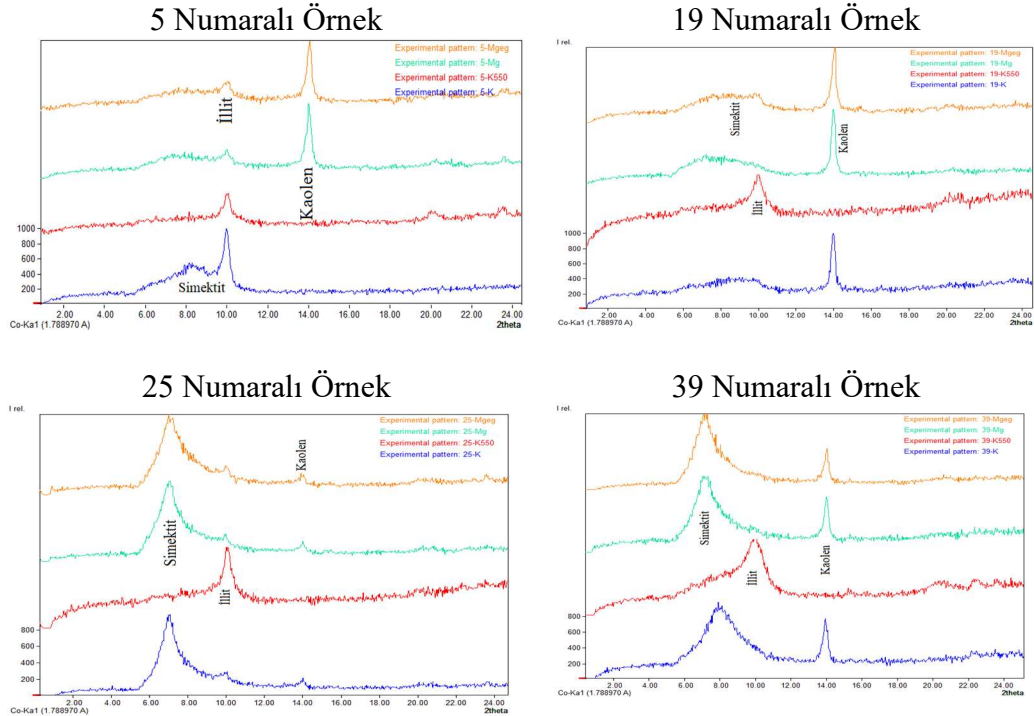 5 Numaralı Örnek
Experimental pattern: 5-Mgeg
Experimental pattern: 5-Mg
Experimental pattern: 5-K550
Experimental pattern: 5-K
İllit
Kaolen
Simektit
1000
800
600
400
200
2.00 4.00 6.00 8.00 10.00 12.00 14.00 16.00 18.00 20.00 22.00 24.00
Co-Ka1 (1.788970 A)
2theta
19 Numaralı Örnek
I rel.
Experimental pattern: 19-Mgeg
Experimental pattern: 19-Mg
Experimental pattern: 19-K550
Experimental pattern: 19-K
Simektit
Kaolen
İllit
1000
800
600
400
200
2.00 4.00 6.00 8.00 10.00 12.00 14.00 16.00 18.00 20.00 22.00 24.00
Co-Ka1 (1.788970 A)
2theta
25 Numaralı Örnek
I rel.
Experimental pattern: 25-Mgeg
Experimental pattern: 25-Mg
Experimental pattern: 25-K550
Experimental pattern: 25-K
Kaolen
Simektit
İllit
800
600
400
200
2.00 4.00 6.00 8.00 10.00 12.00 14.00 16.00 18.00 20.00 22.00 24.00
Co-Ka1 (1.788970 A)
2theta
39 Numaralı Örnek
I rel.
Experimental pattern: 39-Mgeg
Experimental pattern: 39-Mg
Experimental pattern: 39-K550
Experimental pattern: 39-K
Simektit
İllit
Kaolen
800
600
400
200
2.00 4.00 6.00 8.00 10.00 12.00 14.00 16.00 18.00 20.00 22.00 24.00
Co-Ka1 (1.788970 A)
2theta